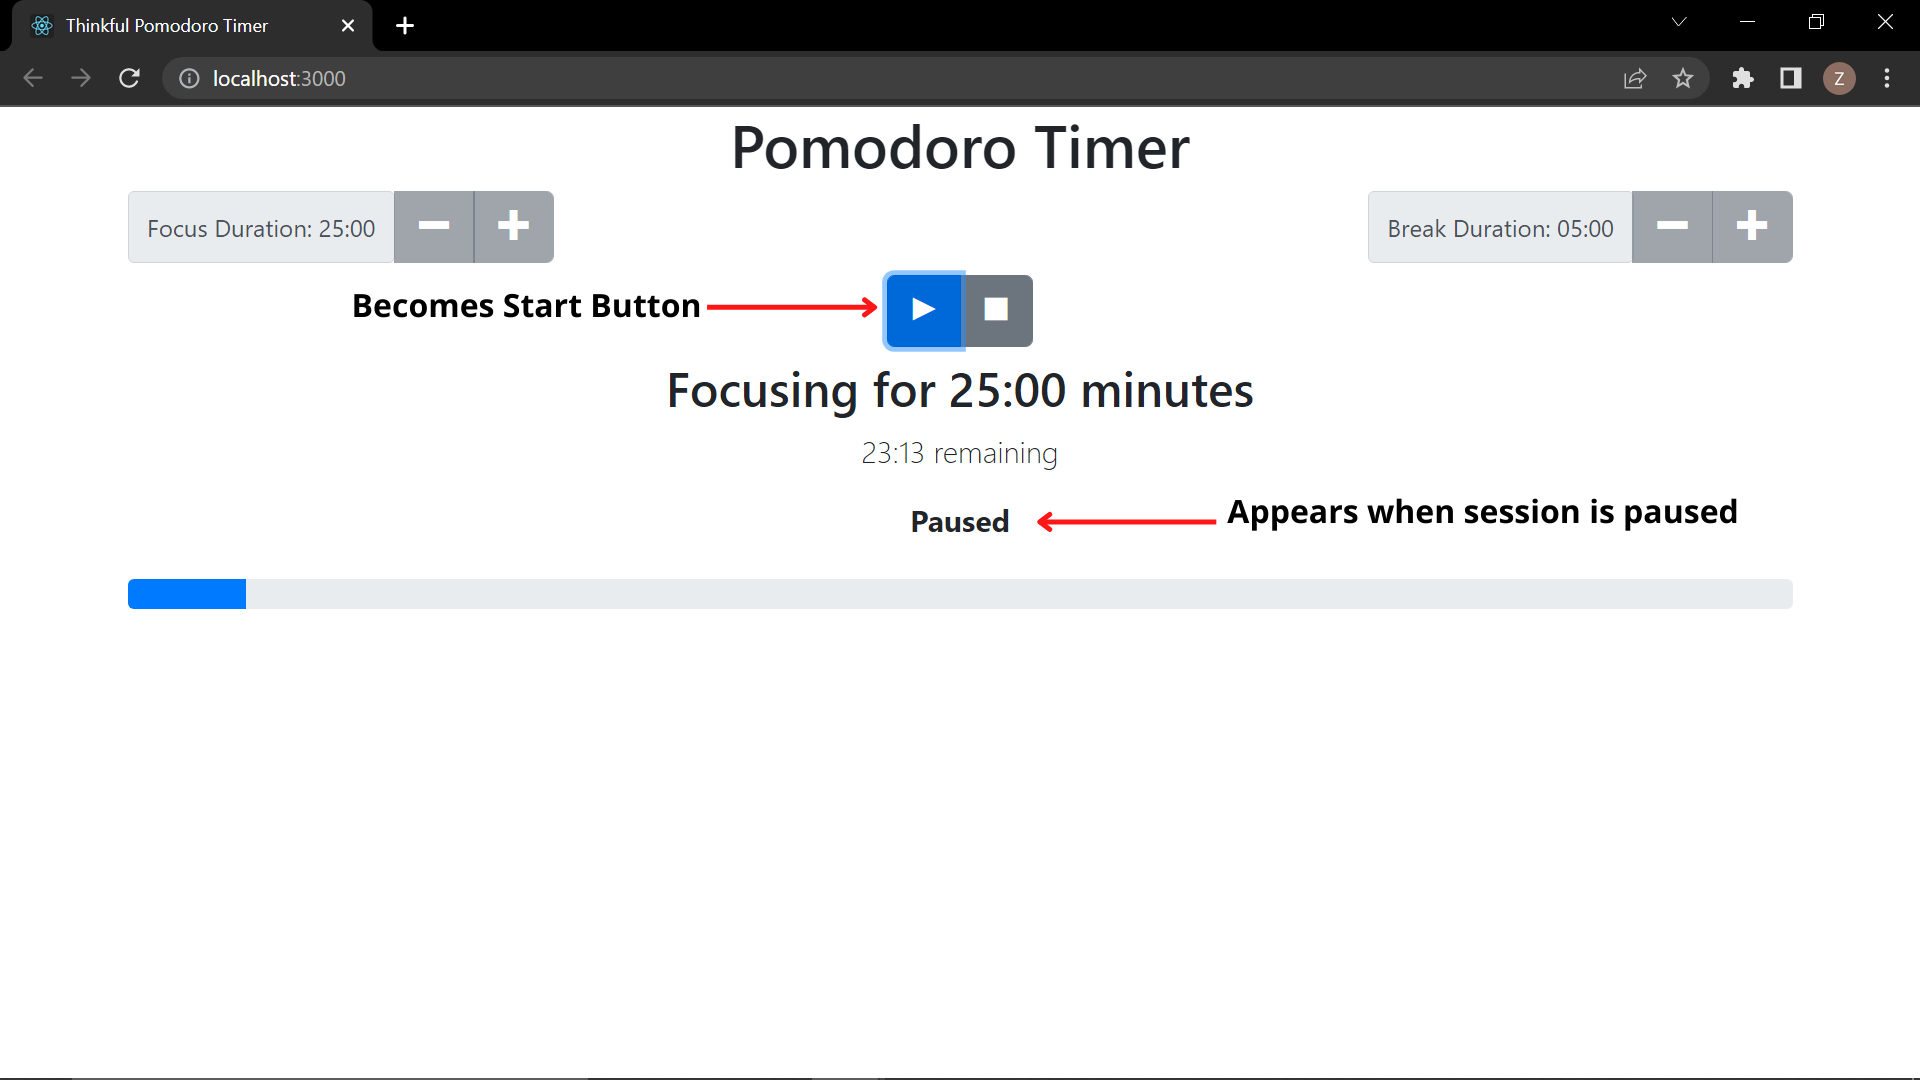 Thinkful Pomodoro Timer
localhost:3000
Z
Pomodoro Timer
Focus Duration: 25:00
Break Duration: 05:00
Becomes Start Button
Focusing for 25:00 minutes
23:13 remaining
Paused
Appears when session is paused